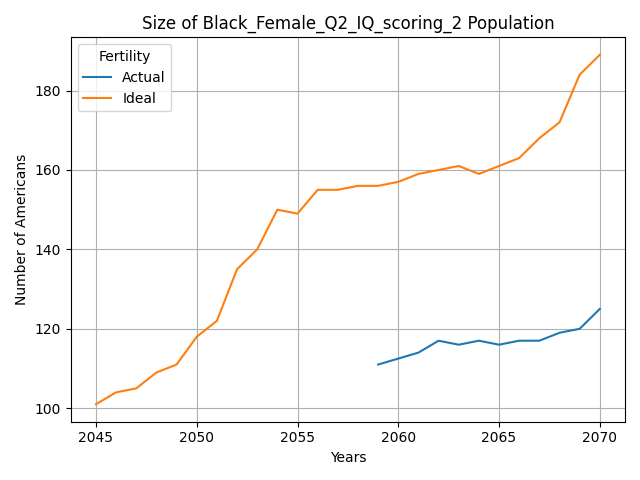 Size of Black_Female_Q2_IQ_scoring_2 Population
Fertility
Actual
Ideal
Number of Americans
180
160
140
120
100
2045
2050
2055
2060
2065
2070
Years